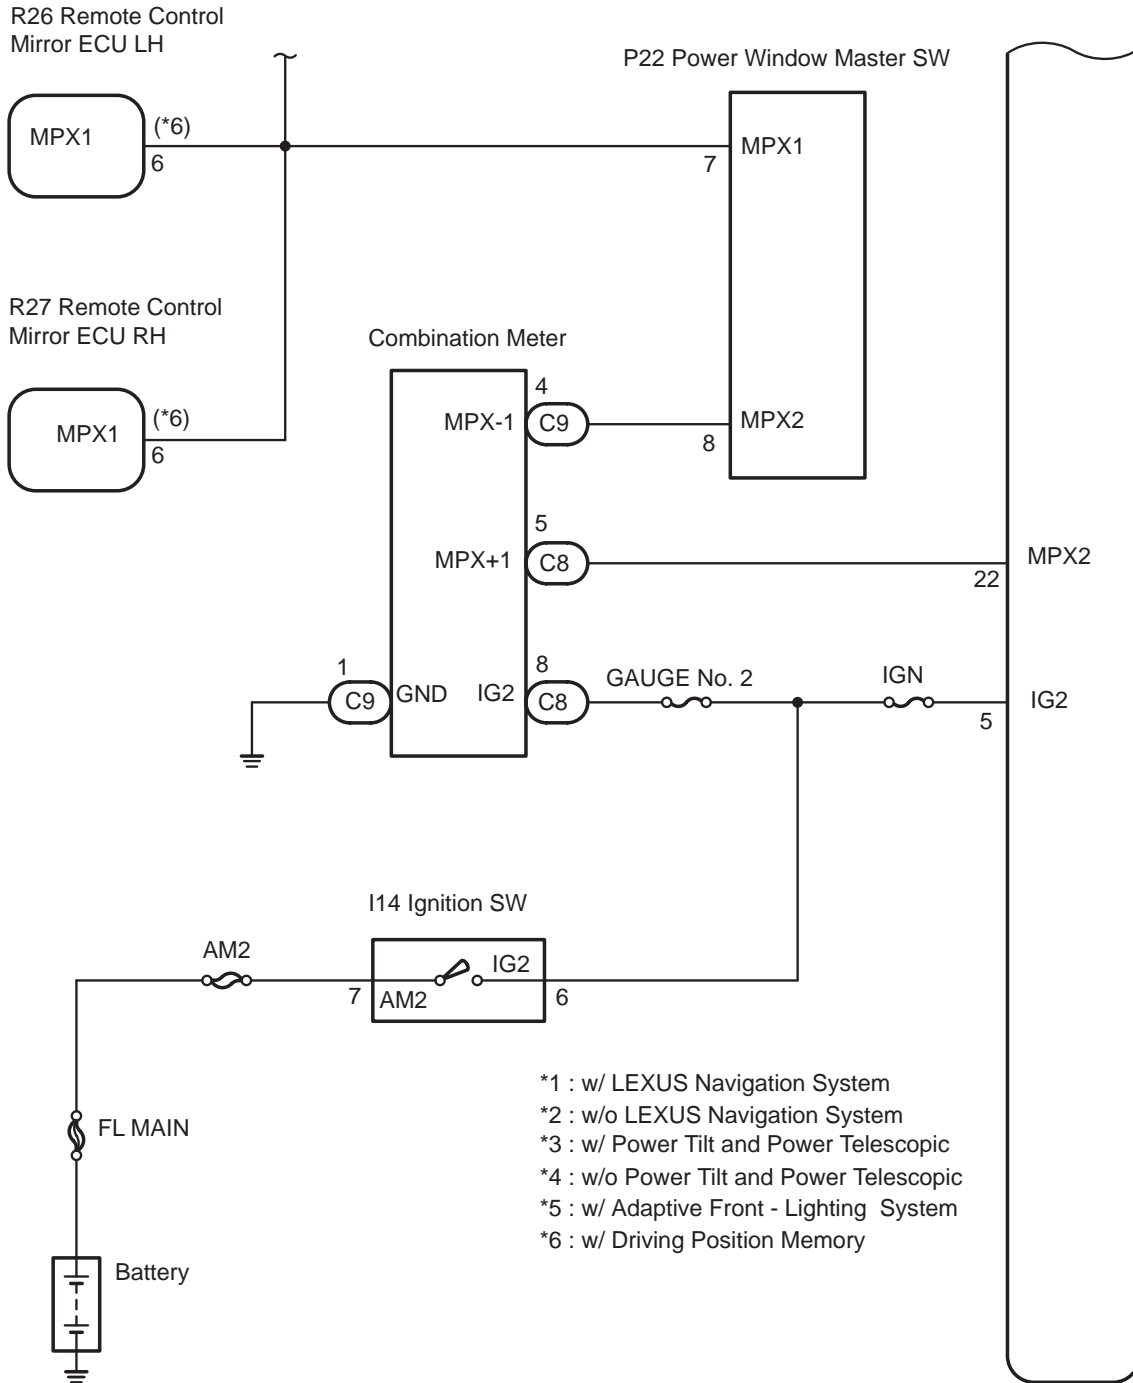 R26 Remote Control
Mirror ECU LH
P22 Power Window Master SW
MPX1
(*6)
6
7
MPX1
R27 Remote Control
Mirror ECU RH
Combination Meter
MPX1
(*6)
6
MPX-1
4
C9
8
MPX2
MPX+1
5
C8
22
MPX2
1
C9
GND
IG2
8
C8
GAUGE No. 2
IGN
5
IG2
I14 Ignition SW
AM2
7
AM2
IG2
6
FL MAIN
Battery
*1 : w/ LEXUS Navigation System
*2 : w/o LEXUS Navigation System
*3 : w/ Power Tilt and Power Telescopic
*4 : w/o Power Tilt and Power Telescopic
*5 : w/ Adaptive Front - Lighting System
*6 : w/ Driving Position Memory